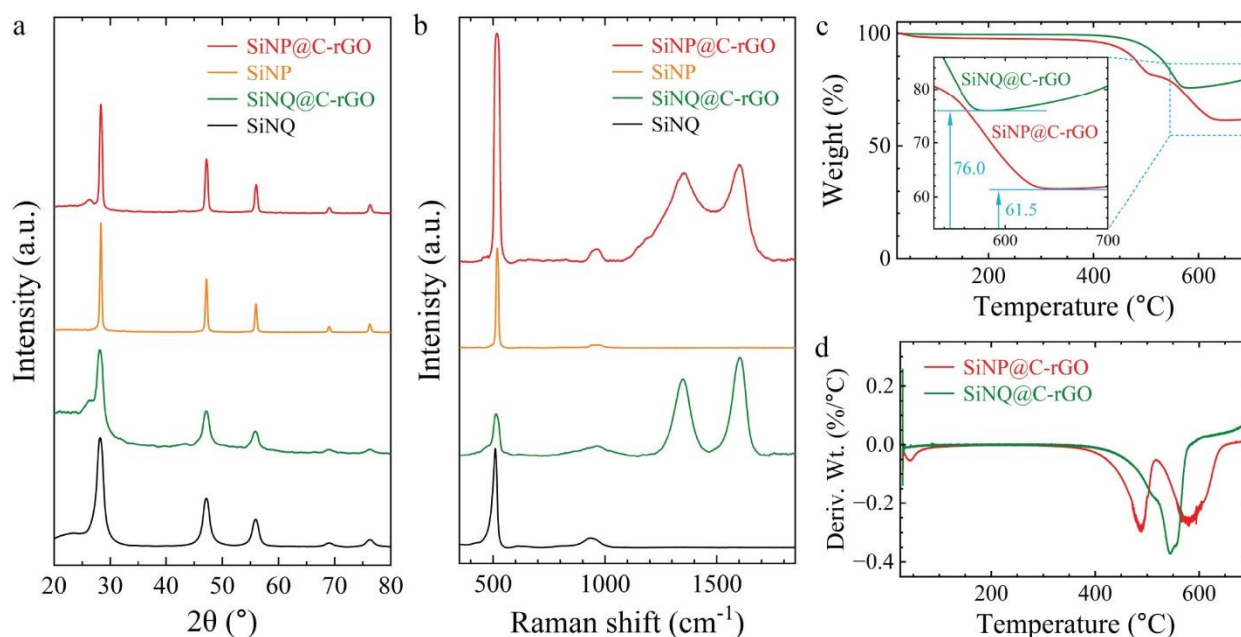 a
SiNP@C-rGO
SiNP
SiNQ@C-rGO
SiNQ
Intensity (a.u.)
20 30 40 50 60 70 80
2θ (°)
b
SiNP@C-rGO
SiNP
SiNQ@C-rGO
SiNQ
Intenisty (a.u.)
500 1000 1500
Raman shift (cm⁻¹)
c
100
50
0
Weight (%)
SiNQ@C-rGO
SiNP@C-rGO
80
70
60
76.0
61.5
600 700
200 400 600
Temperature (°C)
d
SiNP@C-rGO
SiNQ@C-rGO
0.2
0.0
−0.2
−0.4
Deriv. Wt. (%/°C)
200 400 600
Temperature (°C)